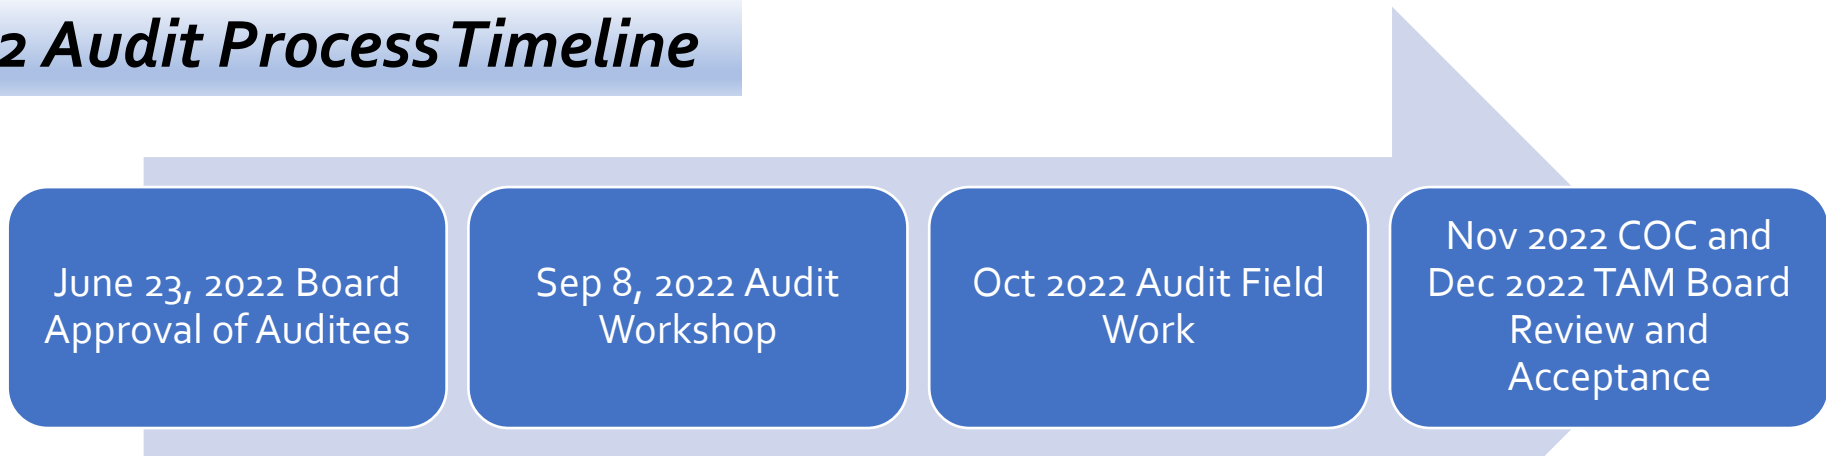 2 Audit Process Timeline
June 23, 2022 Board
Approval of Auditees
Sep 8, 2022 Audit
Workshop
Oct 2022 Audit Field
Work
Nov 2022 COC and
Dec 2022 TAM Board
Review and
Acceptance